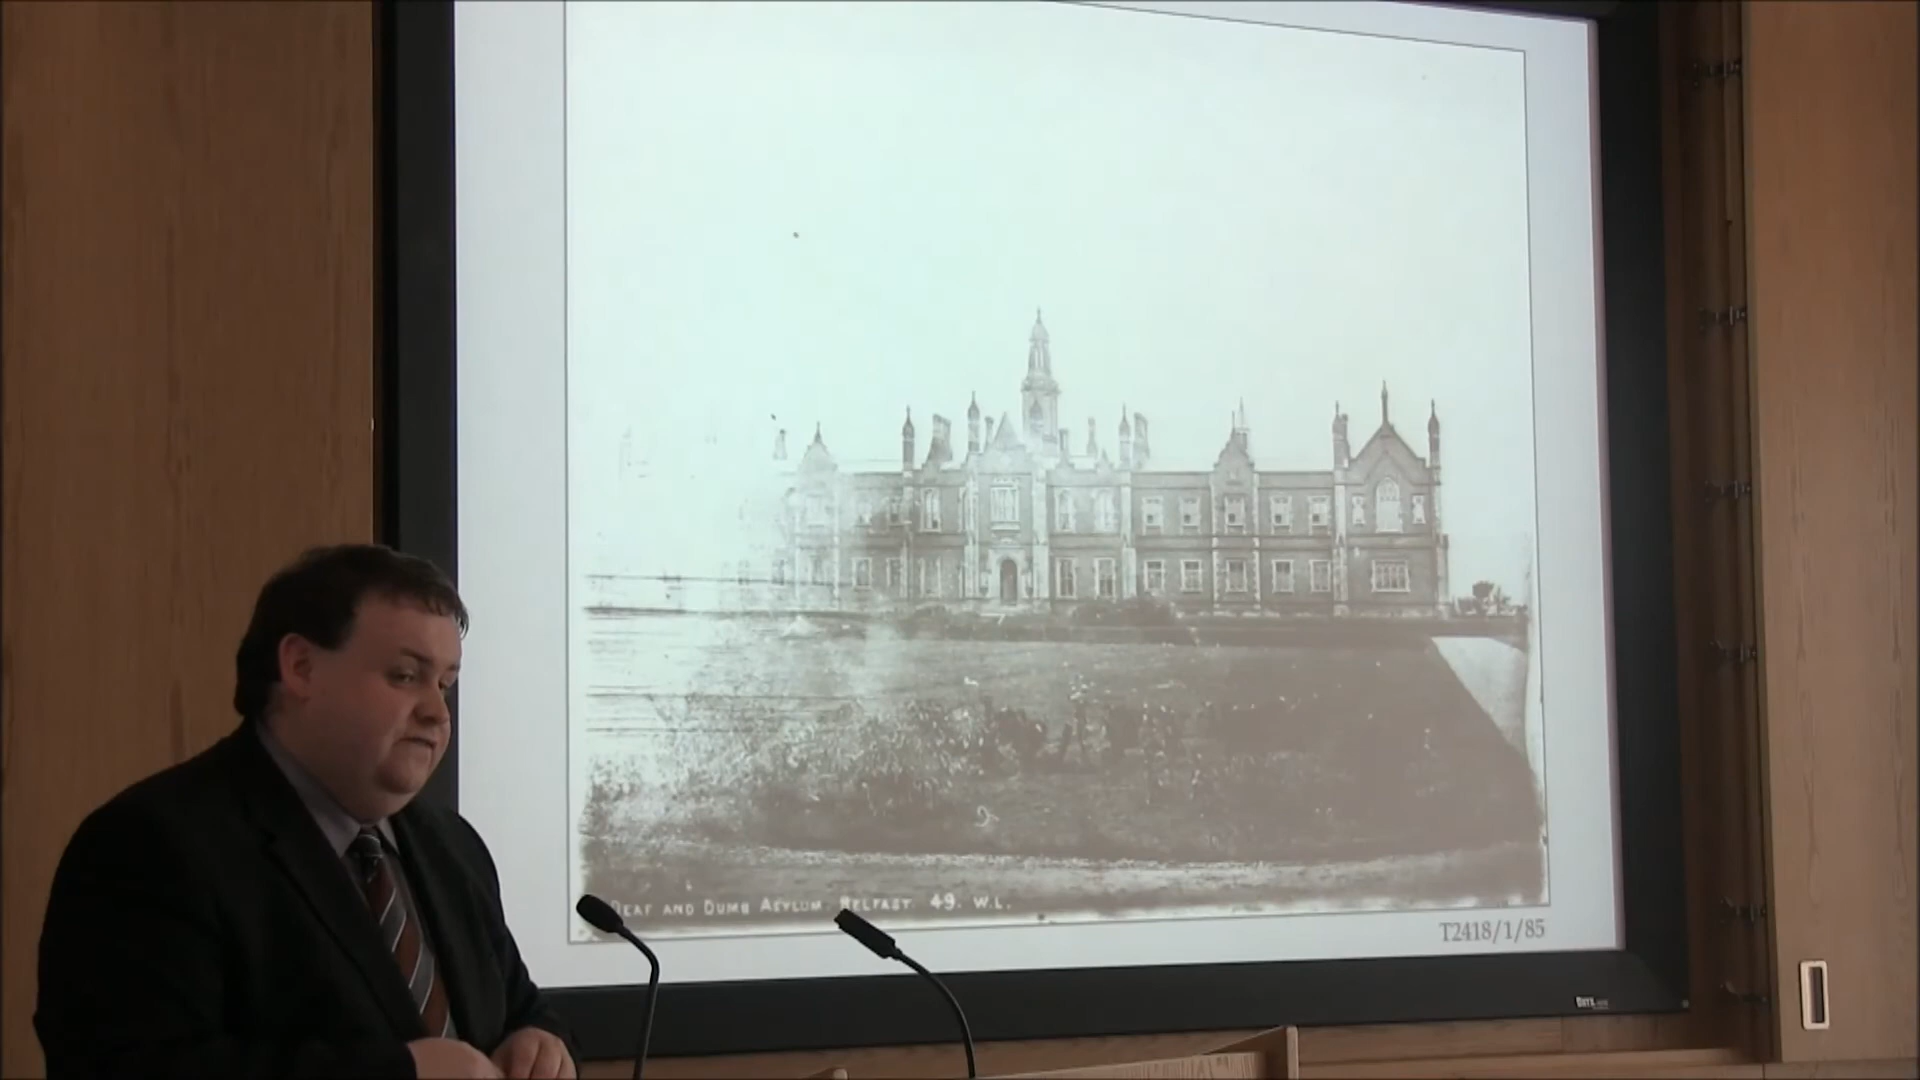 DEAF AND DUMB ASYLUM. BELFAST. 49. W.L.
T2418/1/85